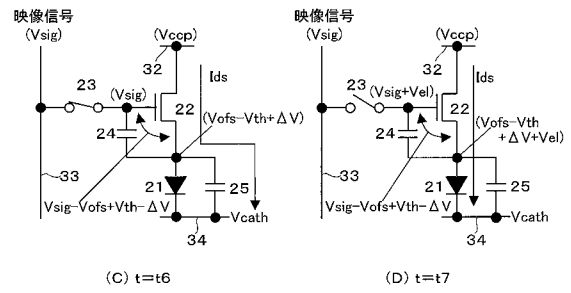 映像信号
(Vsig)
(Vccp)
32
Ids
23
(Vsig)
22
24
(Vofs-Vth+ΔV)
33
21
25
Vsig-Vofs+Vth-ΔV
Vcath
34
(C) t=t6
映像信号
(Vsig)
(Vccp)
32
Ids
23
(Vsig+Vel)
22
24
(Vofs-Vth
+ΔV+Vel)
33
21
25
Vsig-Vofs+Vth-ΔV
Vcath
34
(D) t=t7